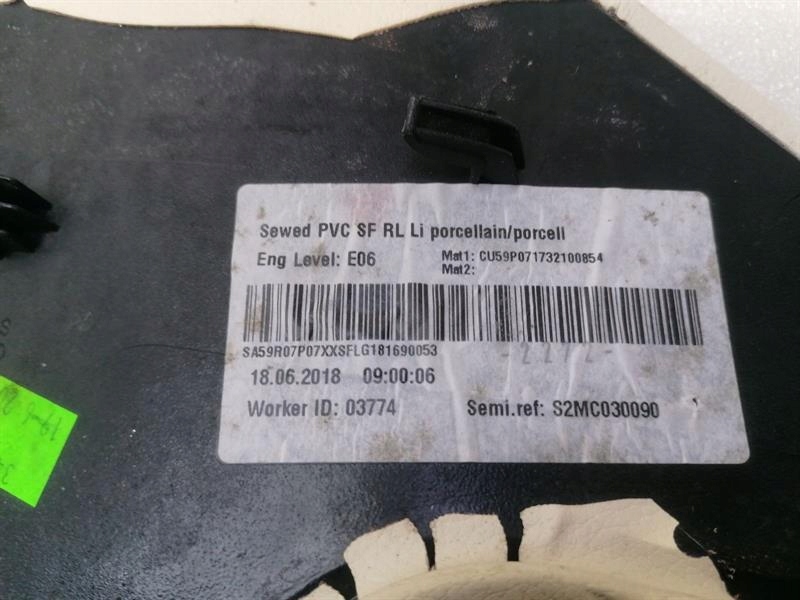 Sewed PVC SF RL Li porcellain/porcell
Eng Level: E06
Mat1: CU59P071732100854
Mat2:
SA59R07P07XXSFLG181690053
-2212-
18.06.2018 09:00:06
Worker ID: 03774
Semi.ref: S2MC030090